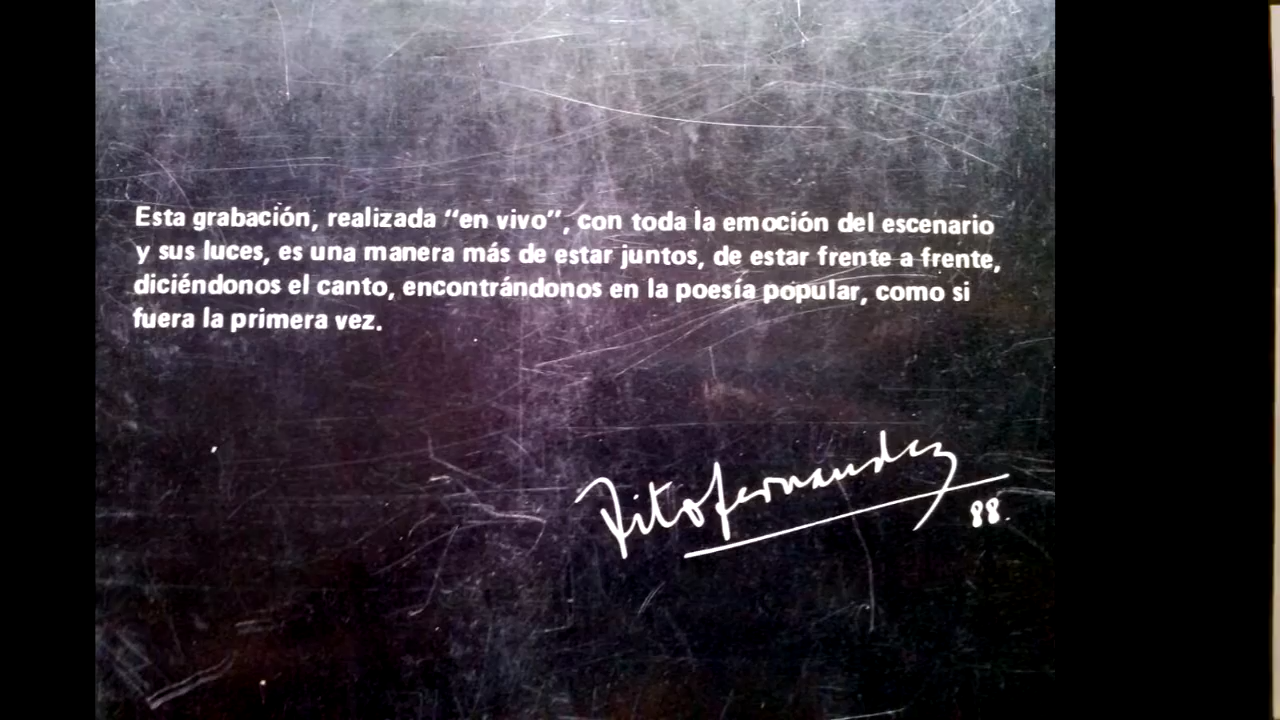 Esta grabación, realizada “en vivo”, con toda la emoción del escenario
y sus luces, es una manera más de estar juntos, de estar frente a frente,
diciéndonos el canto, encontrándonos en la poesía popular, como si
fuera la primera vez.
Pitofernandez
88.